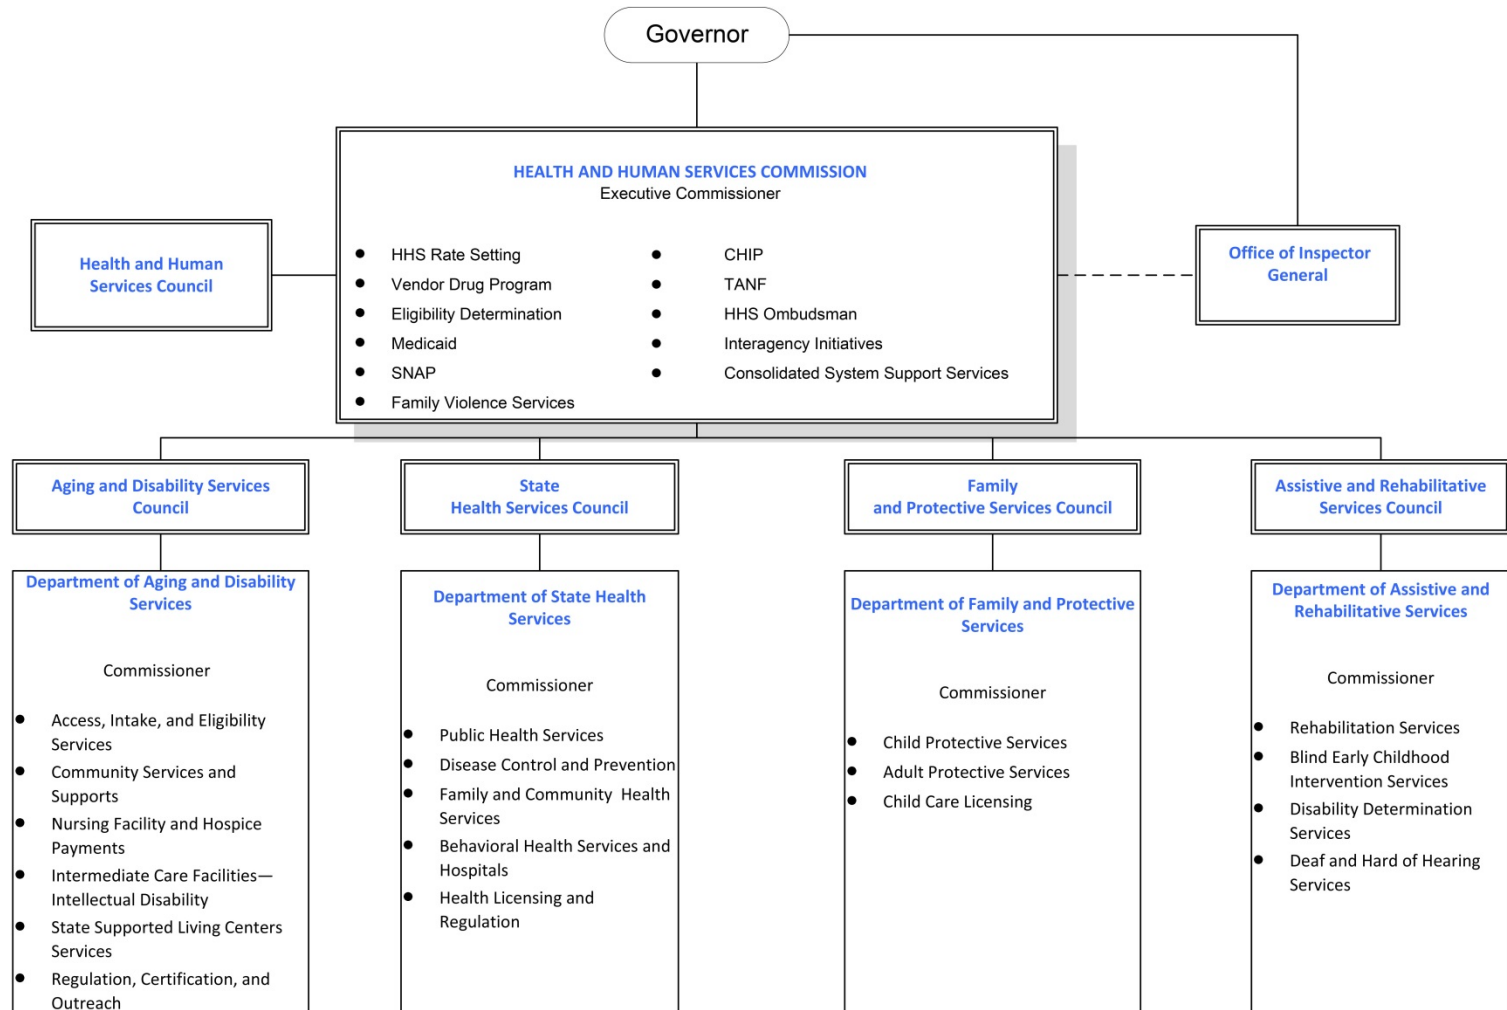 Governor
HEALTH AND HUMAN SERVICES COMMISSION
Executive Commissioner
● HHS Rate Setting
● Vendor Drug Program
● Eligibility Determination
● Medicaid
● SNAP
● Family Violence Services
● CHIP
● TANF
● HHS Ombudsman
● Interagency Initiatives
● Consolidated System Support Services
Health and Human
Services Council
Office of Inspector
General
Aging and Disability Services
Council
State
Health Services Council
Family
and Protective Services Council
Assistive and Rehabilitative
Services Council
Department of Aging and Disability
Services
Commissioner
● Access, Intake, and Eligibility
Services
● Community Services and
Supports
● Nursing Facility and Hospice
Payments
● Intermediate Care Facilities—
Intellectual Disability
● State Supported Living Centers
Services
● Regulation, Certification, and
Outreach
Department of State Health
Services
Commissioner
● Public Health Services
● Disease Control and Prevention
● Family and Community Health
Services
● Behavioral Health Services and
Hospitals
● Health Licensing and
Regulation
Department of Family and Protective
Services
Commissioner
● Child Protective Services
● Adult Protective Services
● Child Care Licensing
Department of Assistive and
Rehabilitative Services
Commissioner
● Rehabilitation Services
● Blind Early Childhood
Intervention Services
● Disability Determination
Services
● Deaf and Hard of Hearing
Services